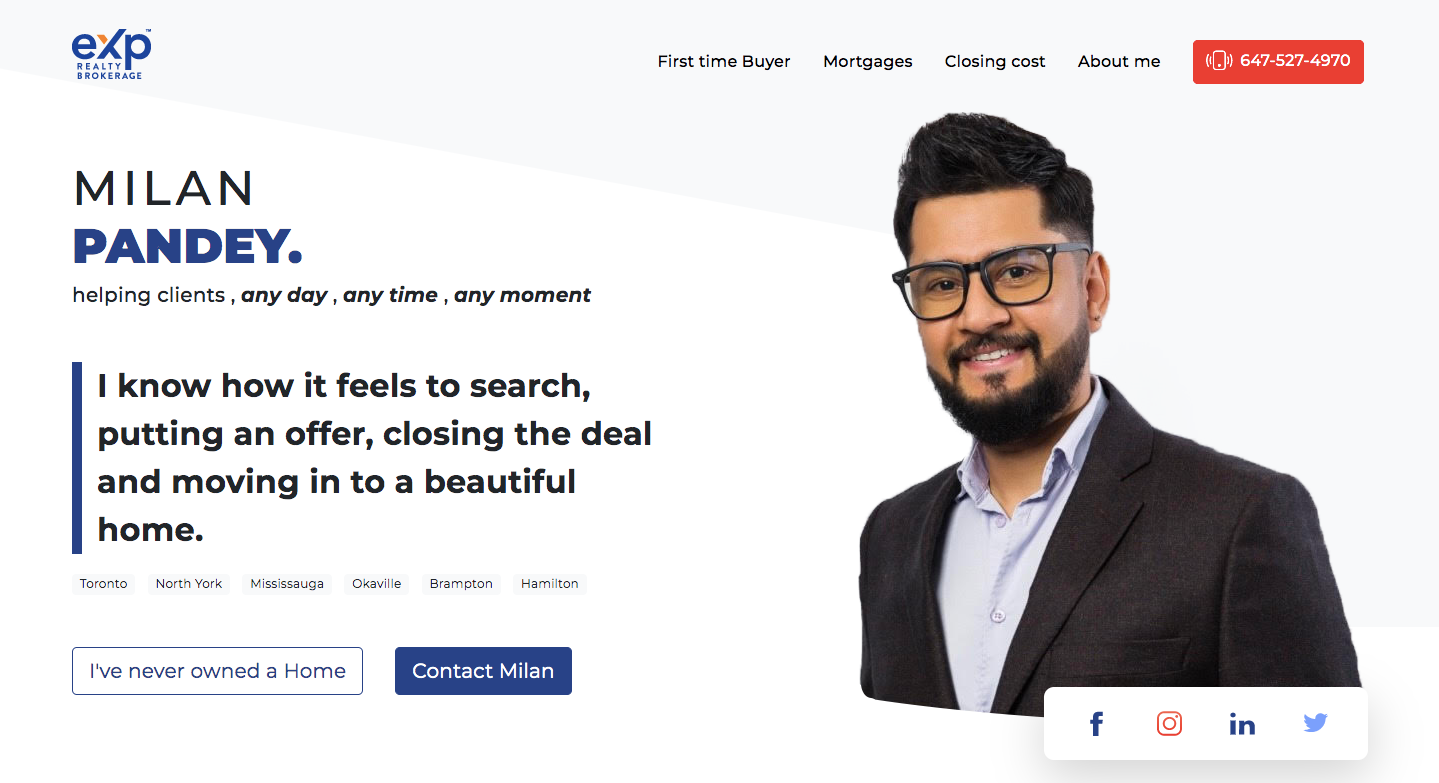 eXp™
REALTY
BROKERAGE
First time Buyer
Mortgages
Closing cost
About me
647-527-4970
MILAN
PANDEY.
helping clients , any day , any time , any moment
I know how it feels to search,
putting an offer, closing the deal
and moving in to a beautiful
home.
Toronto
North York
Mississauga
Okaville
Brampton
Hamilton
I've never owned a Home
Contact Milan
f
in